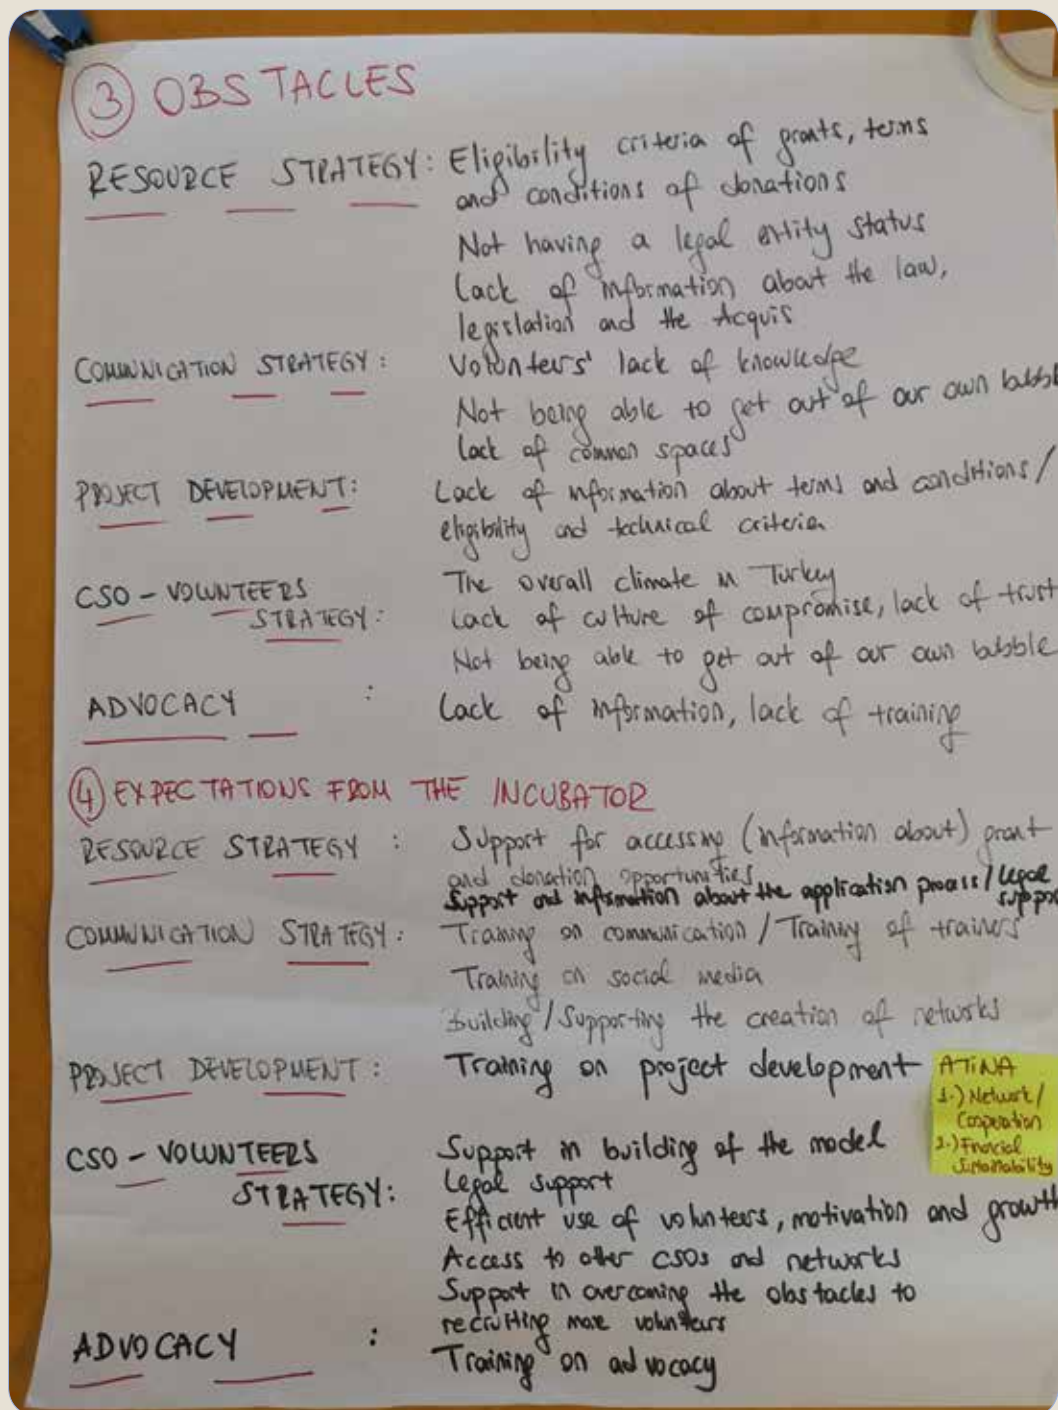 3 OBSTACLES
RESOURCE STRATEGY: Eligibility criteria of grants, terms
and conditions of donations
Not having a legal entity status
Lack of information about the law,
legislation and the Acquis
COMMUNICATION STRATEGY: Volunteers' lack of knowledge
Not being able to get out of our own bubble
Lack of common spaces
PROJECT DEVELOPMENT: Lack of information about terms and conditions/
eligibility and technical criteria
CSO - VOLUNTEERS The overall climate in Turkey
STRATEGY: Lack of culture of compromise, lack of trust
Not being able to get out of our own bubble
ADVOCACY : Lack of information, lack of training
4 EXPECTATIONS FROM THE INCUBATOR
RESOURCE STRATEGY : Support for accessing (information about) grant
and donation opportunities
Support and information about the application process/legal
support
COMMUNICATION STRATEGY: Training on communication/Training of trainers
Training on social media
Building/Supporting the creation of networks
PROJECT DEVELOPMENT: Training on project development
ATiNA
1.) Network/
Cooperation
2.) Financial
Sustainability
CSO - VOLUNTEERS Support in building of the model
STRATEGY: Legal support
Efficient use of volunteers, motivation and growth
Access to other CSOs and networks
Support in overcoming the obstacles to
recruiting more volunteers
ADVOCACY : Training on advocacy